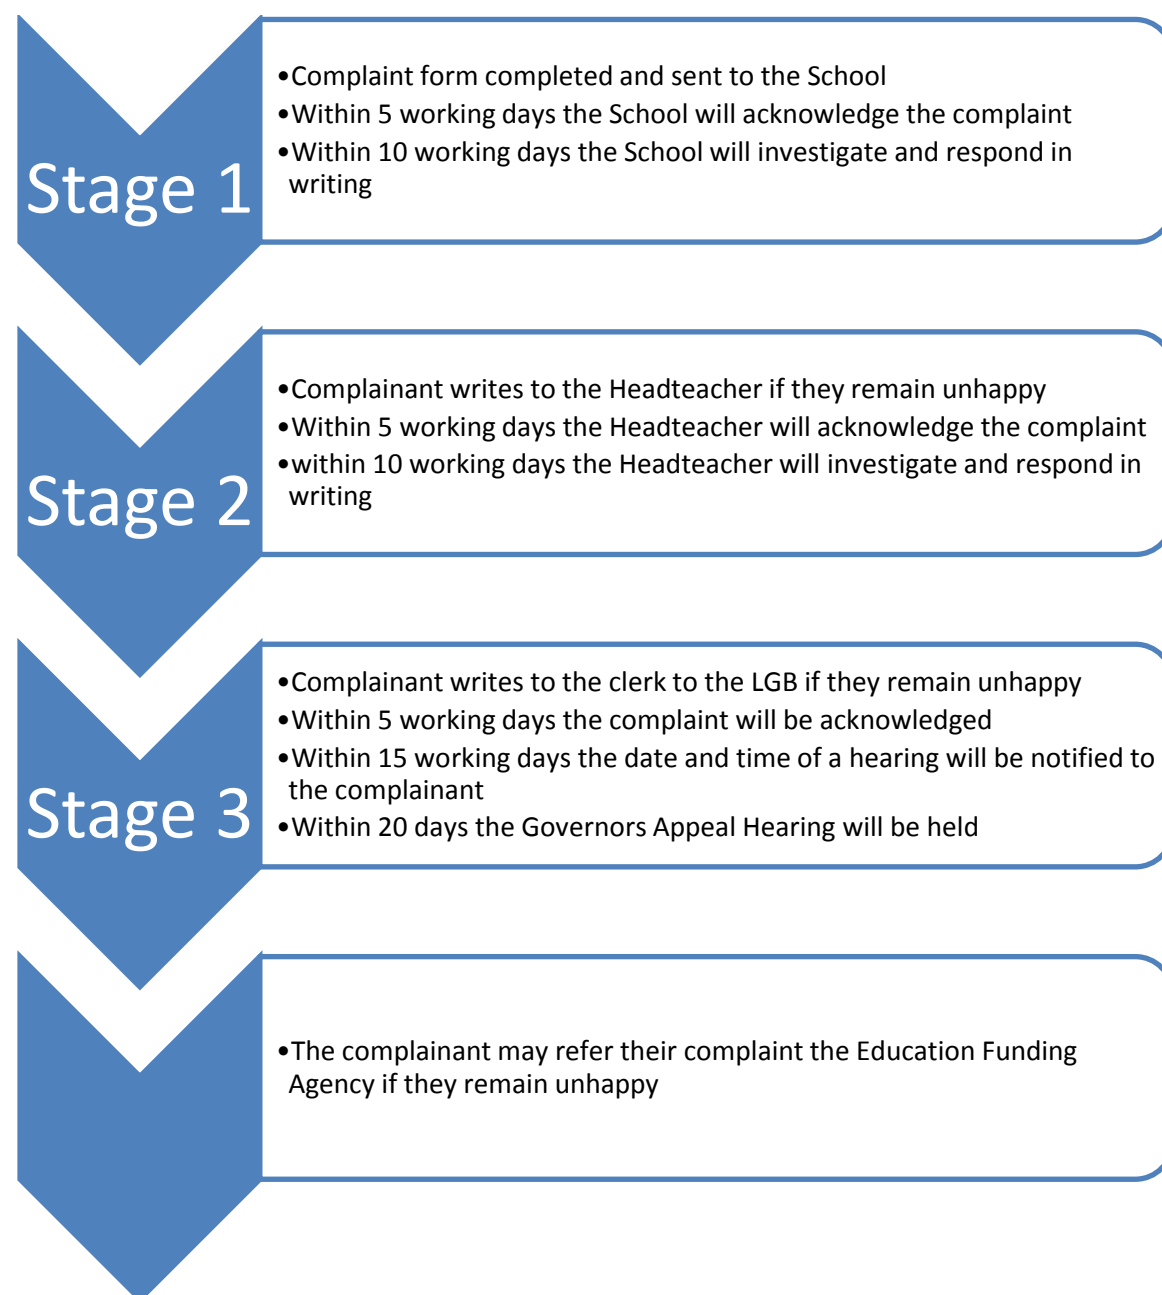 Stage 1
•Complaint form completed and sent to the School
•Within 5 working days the School will acknowledge the complaint
•Within 10 working days the School will investigate and respond in
writing
Stage 2
•Complainant writes to the Headteacher if they remain unhappy
•Within 5 working days the Headteacher will acknowledge the complaint
•within 10 working days the Headteacher will investigate and respond in
writing
Stage 3
•Complainant writes to the clerk to the LGB if they remain unhappy
•Within 5 working days the complaint will be acknowledged
•Within 15 working days the date and time of a hearing will be notified to
the complainant
•Within 20 days the Governors Appeal Hearing will be held
•The complainant may refer their complaint the Education Funding
Agency if they remain unhappy